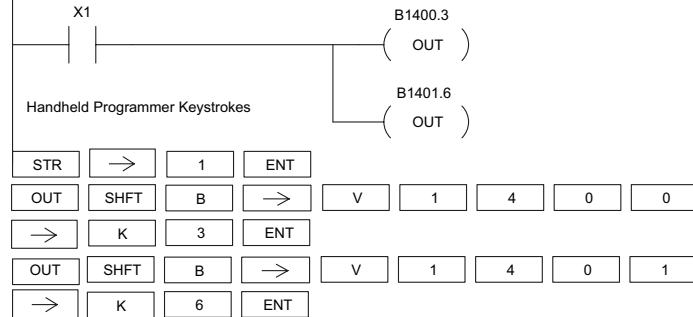 X1
B1400.3
OUT
B1401.6
OUT
Handheld Programmer Keystrokes
STR → 1 ENT
OUT SHFT B → V 1 4 0 0
→ K 3 ENT
OUT SHFT B → V 1 4 0 1
→ K 6 ENT